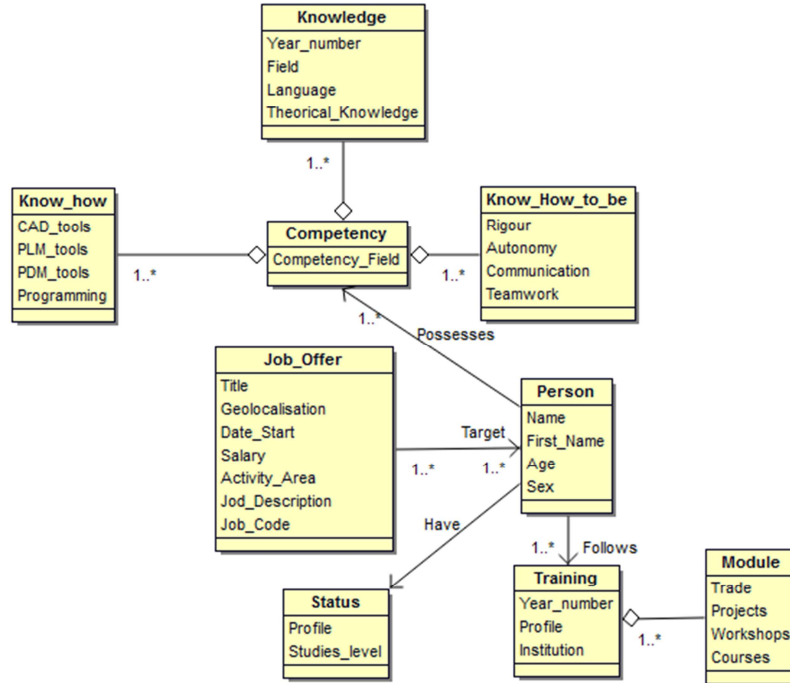 Knowledge
Year_number
Field
Language
Theorical_Knowledge
1..*
Know_how
CAD_tools
PLM_tools
PDM_tools
Programming
1..*
Competency
Competency_Field
Know_How_to_be
Rigour
Autonomy
Communication
Teamwork
1..*
1..*
Possesses
Job_Offer
Title
Geolocalisation
Date_Start
Salary
Activity_Area
Jod_Description
Job_Code
Target
1..*
1..*
Person
Name
First_Name
Age
Sex
Have
1..*
Follows
Status
Profile
Studies_level
Training
Year_number
Profile
Institution
1..*
Module
Trade
Projects
Workshops
Courses